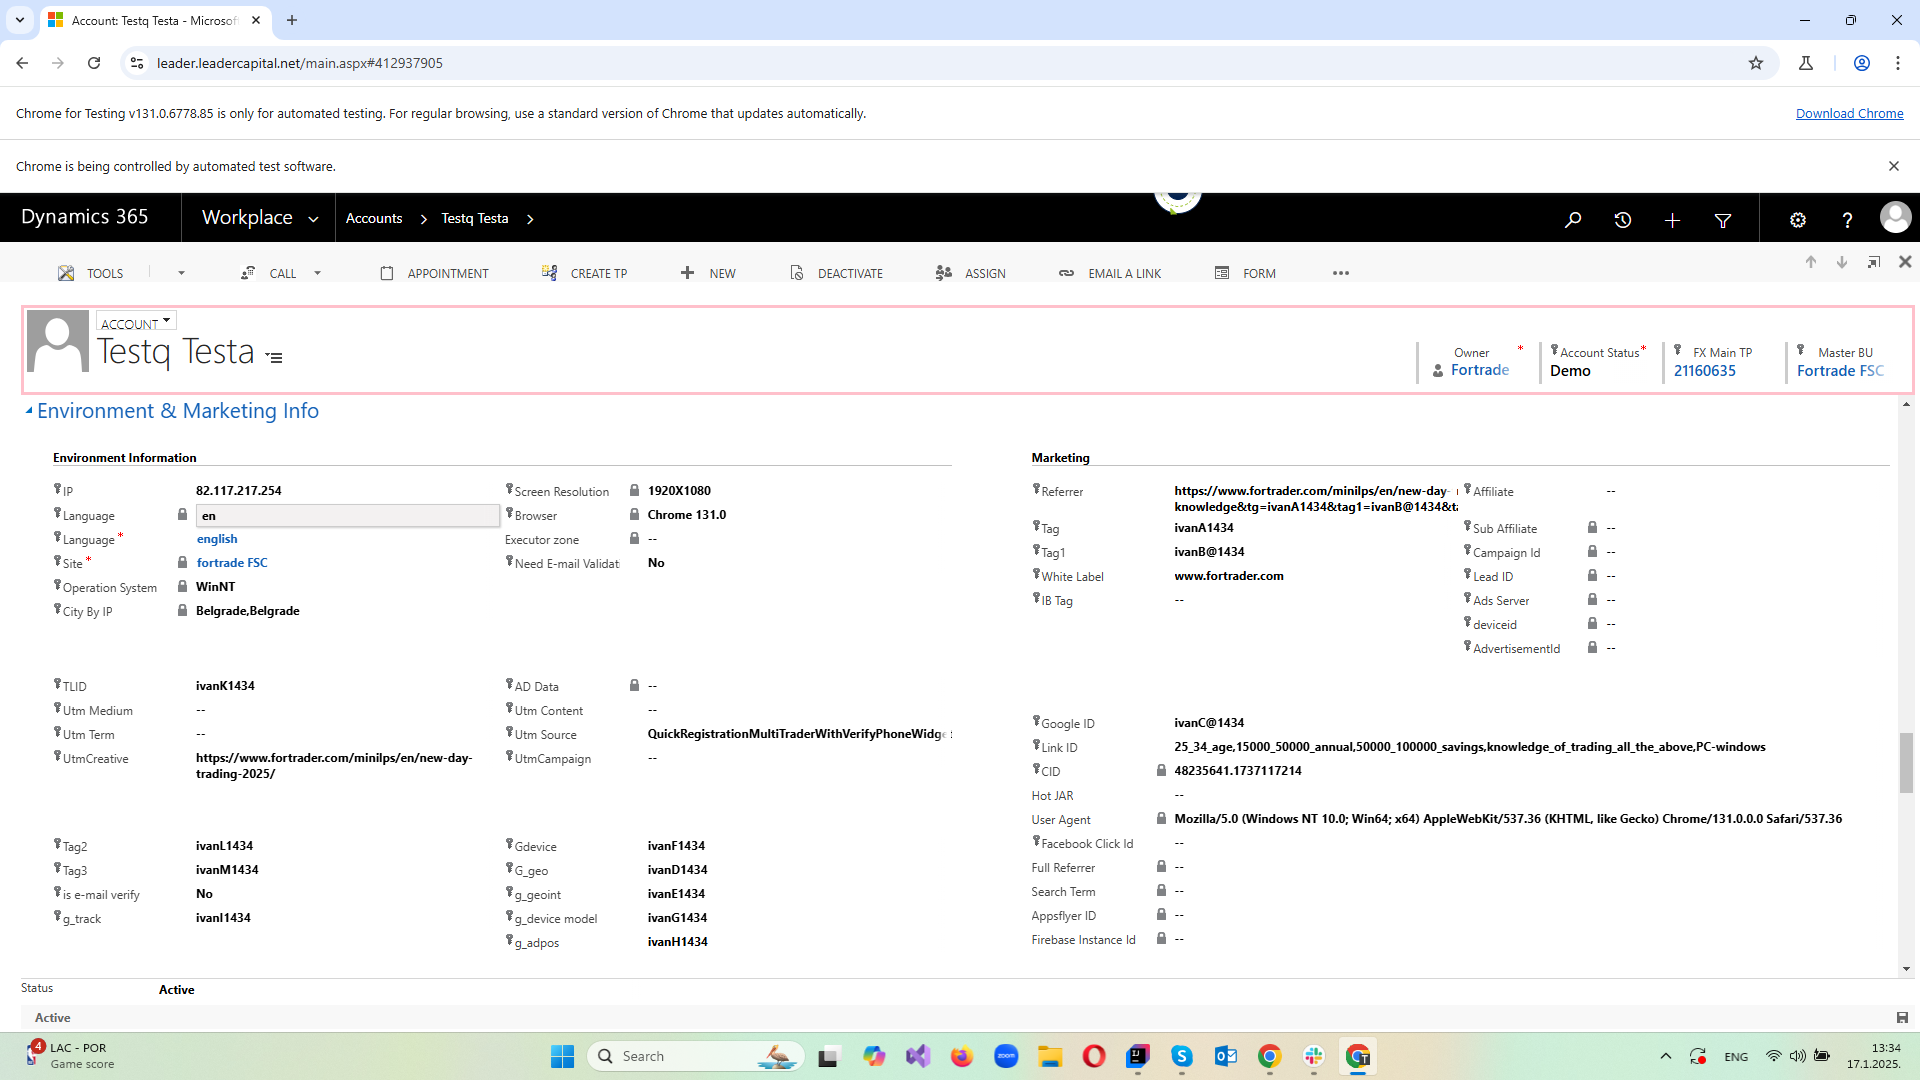 Account: Testq Testa - Microsof
leader.leadercapital.net/main.aspx#412937905
Chrome for Testing v131.0.6778.85 is only for automated testing. For regular browsing, use a standard version of Chrome that updates automatically.
Download Chrome
Chrome is being controlled by automated test software.
Dynamics 365
Workplace
Accounts
Testq Testa
TOOLS
CALL
APPOINTMENT
CREATE TP
NEW
DEACTIVATE
ASSIGN
EMAIL A LINK
FORM
ACCOUNT
Testq Testa
Owner *
Fortrade
Account Status *
Demo
FX Main TP
21160635
Master BU
Fortrade FSC
Environment & Marketing Info
Environment Information
IP 82.117.217.254
Language en
Language * english
Site * fortrade FSC
Operation System WinNT
City By IP Belgrade,Belgrade
Screen Resolution 1920X1080
Browser Chrome 131.0
Executor zone --
Need E-mail Validat No
TLID ivanK1434
Utm Medium --
Utm Term --
UtmCreative https://www.fortrader.com/minilps/en/new-day-
trading-2025/
AD Data --
Utm Content --
Utm Source QuickRegistrationMultiTraderWithVerifyPhoneWidge
UtmCampaign --
Tag2 ivanL1434
Tag3 ivanM1434
is e-mail verify No
g_track ivanI1434
Gdevice ivanF1434
G_geo ivanD1434
g_geoint ivanE1434
g_device model ivanG1434
g_adpos ivanH1434
Marketing
Referrer https://www.fortrader.com/minilps/en/new-day-
knowledge&tg=ivanA1434&tag1=ivanB@1434&ta
Tag ivanA1434
Tag1 ivanB@1434
White Label www.fortrader.com
IB Tag --
Affiliate --
Sub Affiliate --
Campaign Id --
Lead ID --
Ads Server --
deviceid --
AdvertisementId --
Google ID ivanC@1434
Link ID 25_34_age,15000_50000_annual,50000_100000_savings,knowledge_of_trading_all_the_above,PC-windows
CID 48235641.1737117214
Hot JAR --
User Agent Mozilla/5.0 (Windows NT 10.0; Win64; x64) AppleWebKit/537.36 (KHTML, like Gecko) Chrome/131.0.0.0 Safari/537.36
Facebook Click Id --
Full Referrer --
Search Term --
Appsflyer ID --
Firebase Instance Id --
Status Active
Active
4
LAC - POR
Game score
Search
zoom
ENG
13:34
17.1.2025.